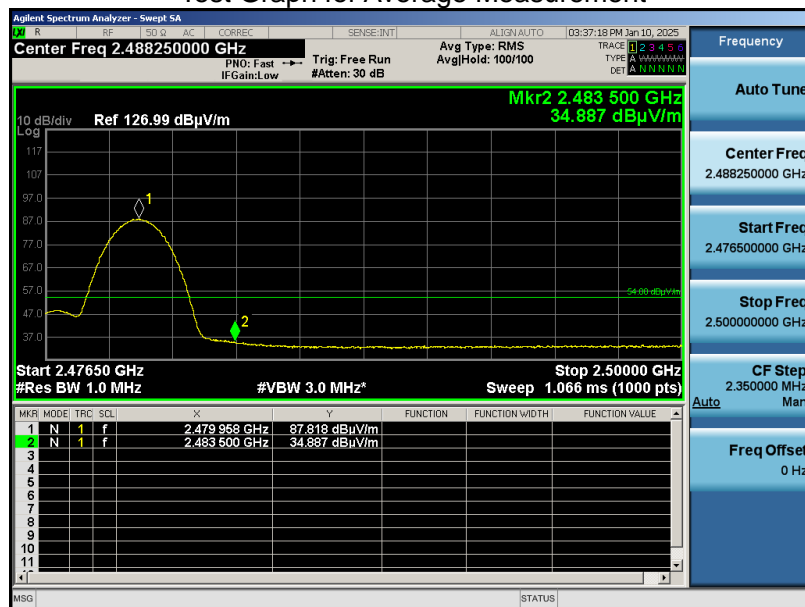 Test Graph for Average Measurement
Agilent Spectrum Analyzer - Swept SA
LXI R RF 50 Ω AC CORREC SENSE:INT ALIGN AUTO 03:37:18 PM Jan 10, 2025
Center Freq 2.488250000 GHz
PNO: Fast
IFGain:Low
Trig: Free Run
#Atten: 30 dB
Avg Type: RMS
Avg|Hold: 100/100
TRACE 1 2 3 4 5 6
TYPE A WWWWW
DET A N N N N N
Mkr2 2.483 500 GHz
34.887 dBµV/m
10 dB/div Ref 126.99 dBµV/m
Log
117
107
97.0
87.0
77.0
67.0
57.0
47.0
37.0
1
2
54.00 dBµV/m
Start 2.47650 GHz Stop 2.50000 GHz
#Res BW 1.0 MHz #VBW 3.0 MHz* Sweep 1.066 ms (1000 pts)
MKR MODE TRC SCL X Y FUNCTION FUNCTION WIDTH FUNCTION VALUE
1 N 1 f 2.479 958 GHz 87.818 dBµV/m
2 N 1 f 2.483 500 GHz 34.887 dBµV/m
3
4
5
6
7
8
9
10
11
MSG STATUS
Frequency
Auto Tune
Center Freq
2.488250000 GHz
Start Freq
2.476500000 GHz
Stop Freq
2.500000000 GHz
CF Step
2.350000 MHz
Auto Man
Freq Offset
0 Hz